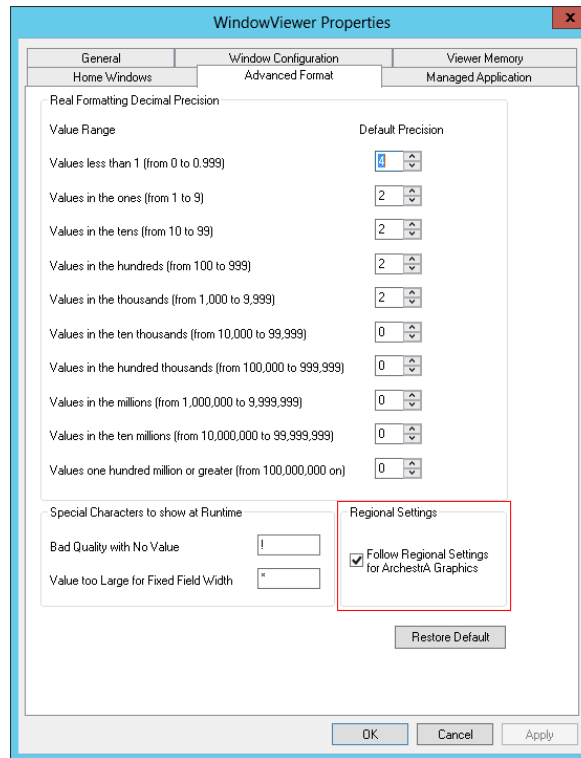 WindowViewer Properties
x
General
Window Configuration
Viewer Memory
Home Windows
Advanced Format
Managed Application
Real Formatting Decimal Precision
Value Range
Default Precision
Values less than 1 (from 0 to 0.999)
4
Values in the ones (from 1 to 9)
2
Values in the tens (from 10 to 99)
2
Values in the hundreds (from 100 to 999)
2
Values in the thousands (from 1,000 to 9,999)
2
Values in the ten thousands (from 10,000 to 99,999)
0
Values in the hundred thousands (from 100,000 to 999,999)
0
Values in the millions (from 1,000,000 to 9,999,999)
0
Values in the ten millions (from 10,000,000 to 99,999,999)
0
Values one hundred million or greater (from 100,000,000 on)
0
Special Characters to show at Runtime
Bad Quality with No Value
!
Value too Large for Fixed Field Width
*
Regional Settings
Follow Regional Settings
for ArchestrA Graphics
Restore Default
OK
Cancel
Apply